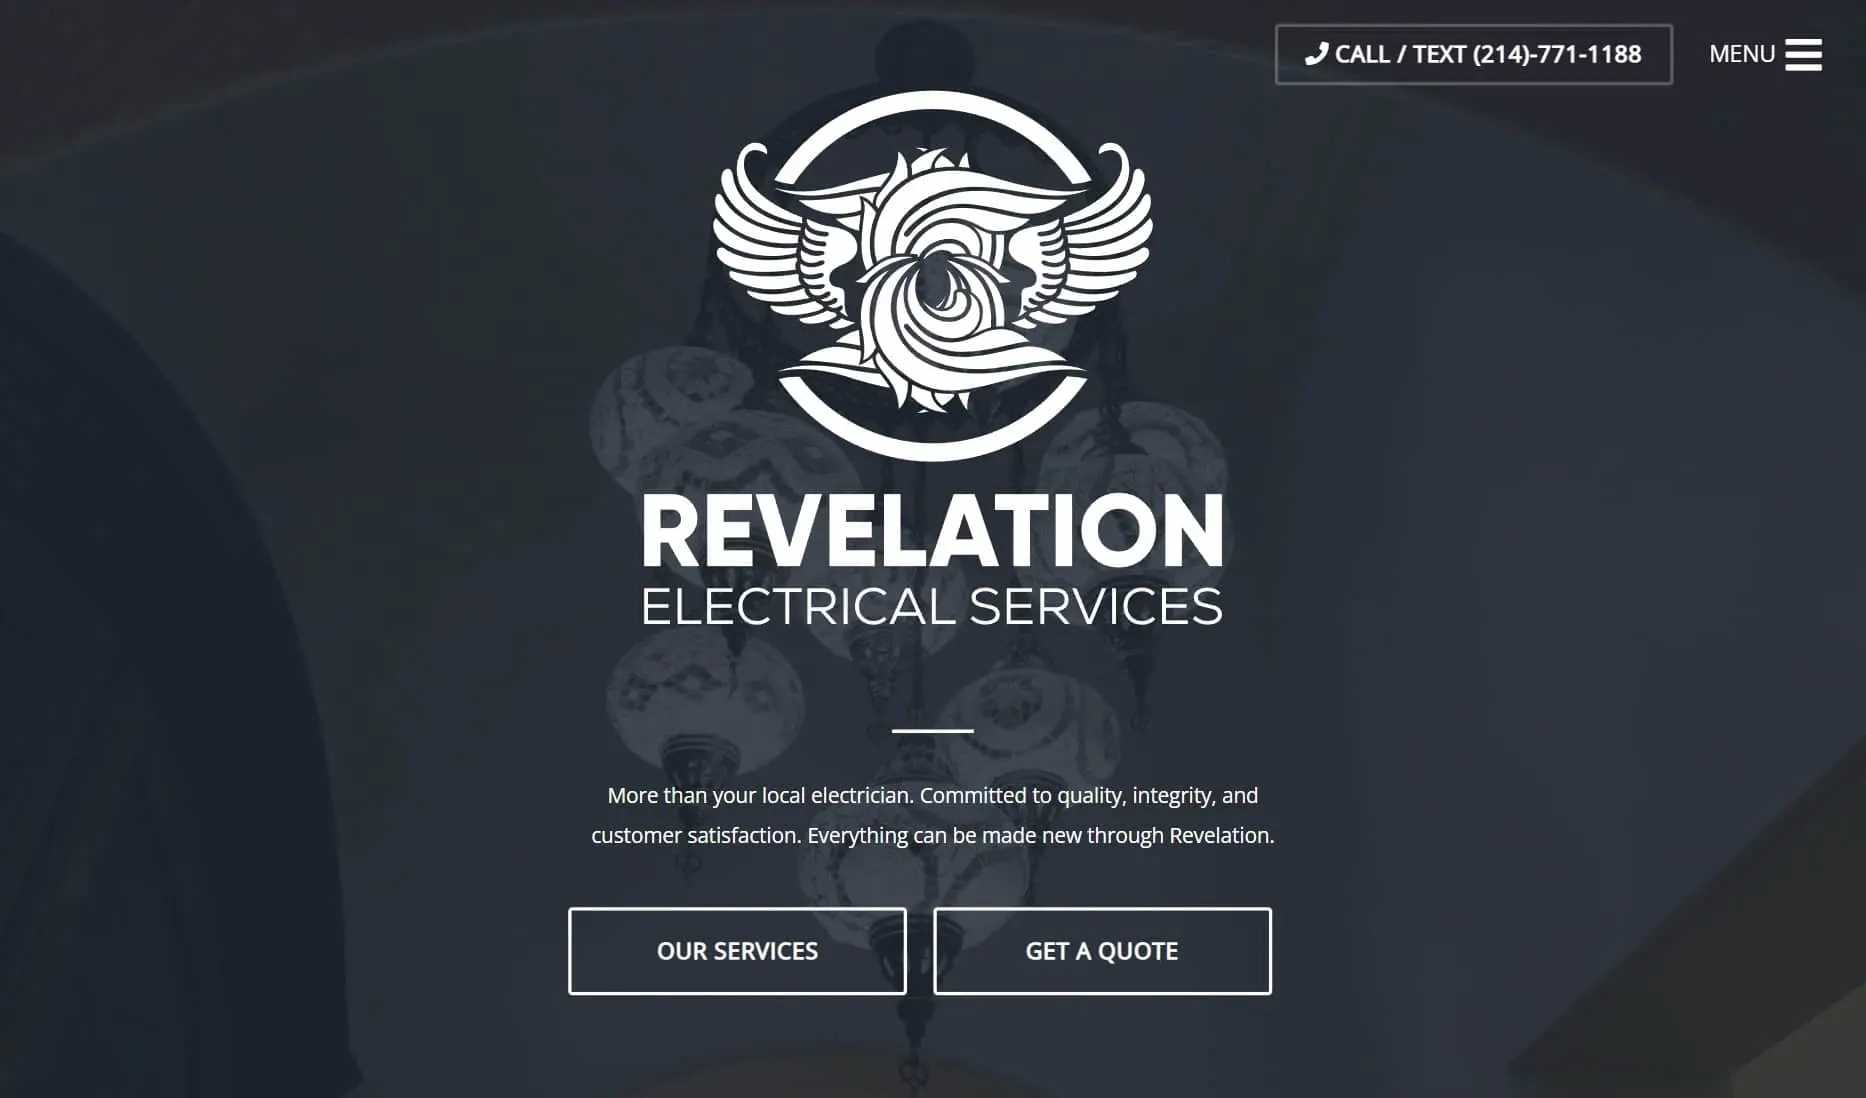 CALL / TEXT (214)-771-1188
MENU
REVELATION
ELECTRICAL SERVICES
More than your local electrician. Committed to quality, integrity, and
customer satisfaction. Everything can be made new through Revelation.
OUR SERVICES
GET A QUOTE